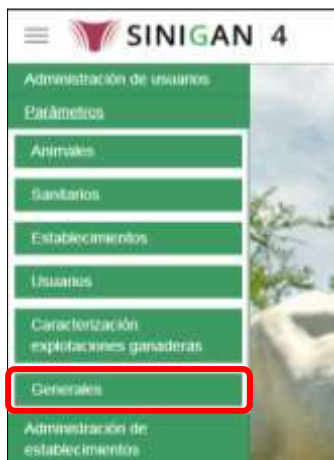 SINIGAN 4
Administración de usuarios
Parámetros
Animales
Sanitarios
Establecimientos
Usuarios
Caracterización
explotaciones ganaderas
Generales
Administración de
establecimientos